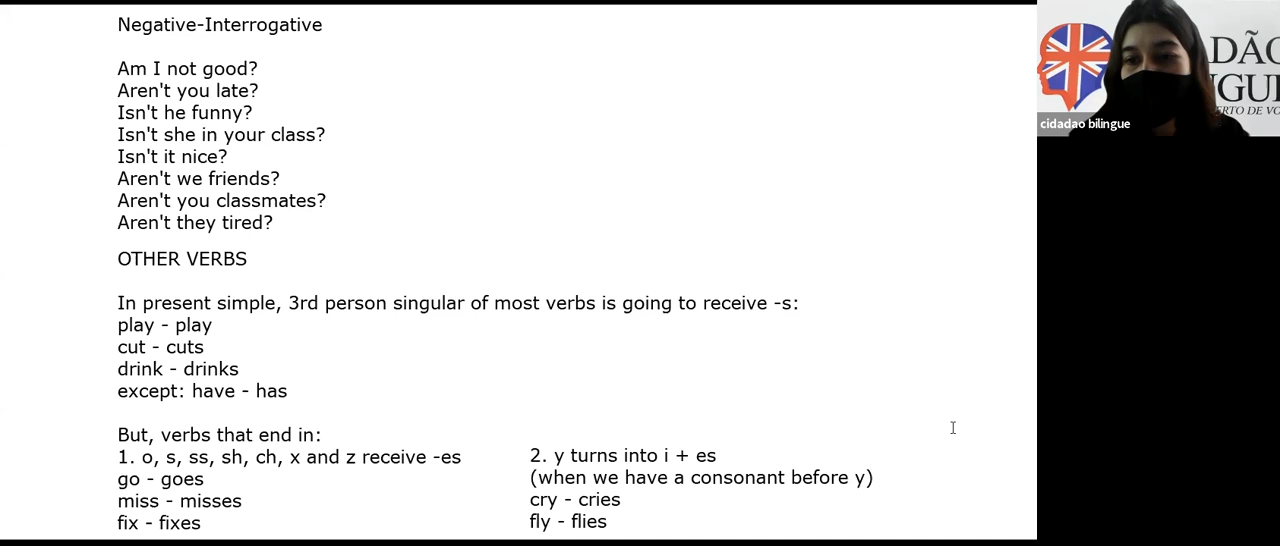 Negative-Interrogative
Am I not good?
Aren't you late?
Isn't he funny?
Isn't she in your class?
Isn't it nice?
Aren't we friends?
Aren't you classmates?
Aren't they tired?
OTHER VERBS
In present simple, 3rd person singular of most verbs is going to receive -s:
play - play
cut - cuts
drink - drinks
except: have - has
But, verbs that end in:
1. o, s, ss, sh, ch, x and z receive -es
go - goes
miss - misses
fix - fixes
2. y turns into i + es
(when we have a consonant before y)
cry - cries
fly - flies
cidadao bilingue